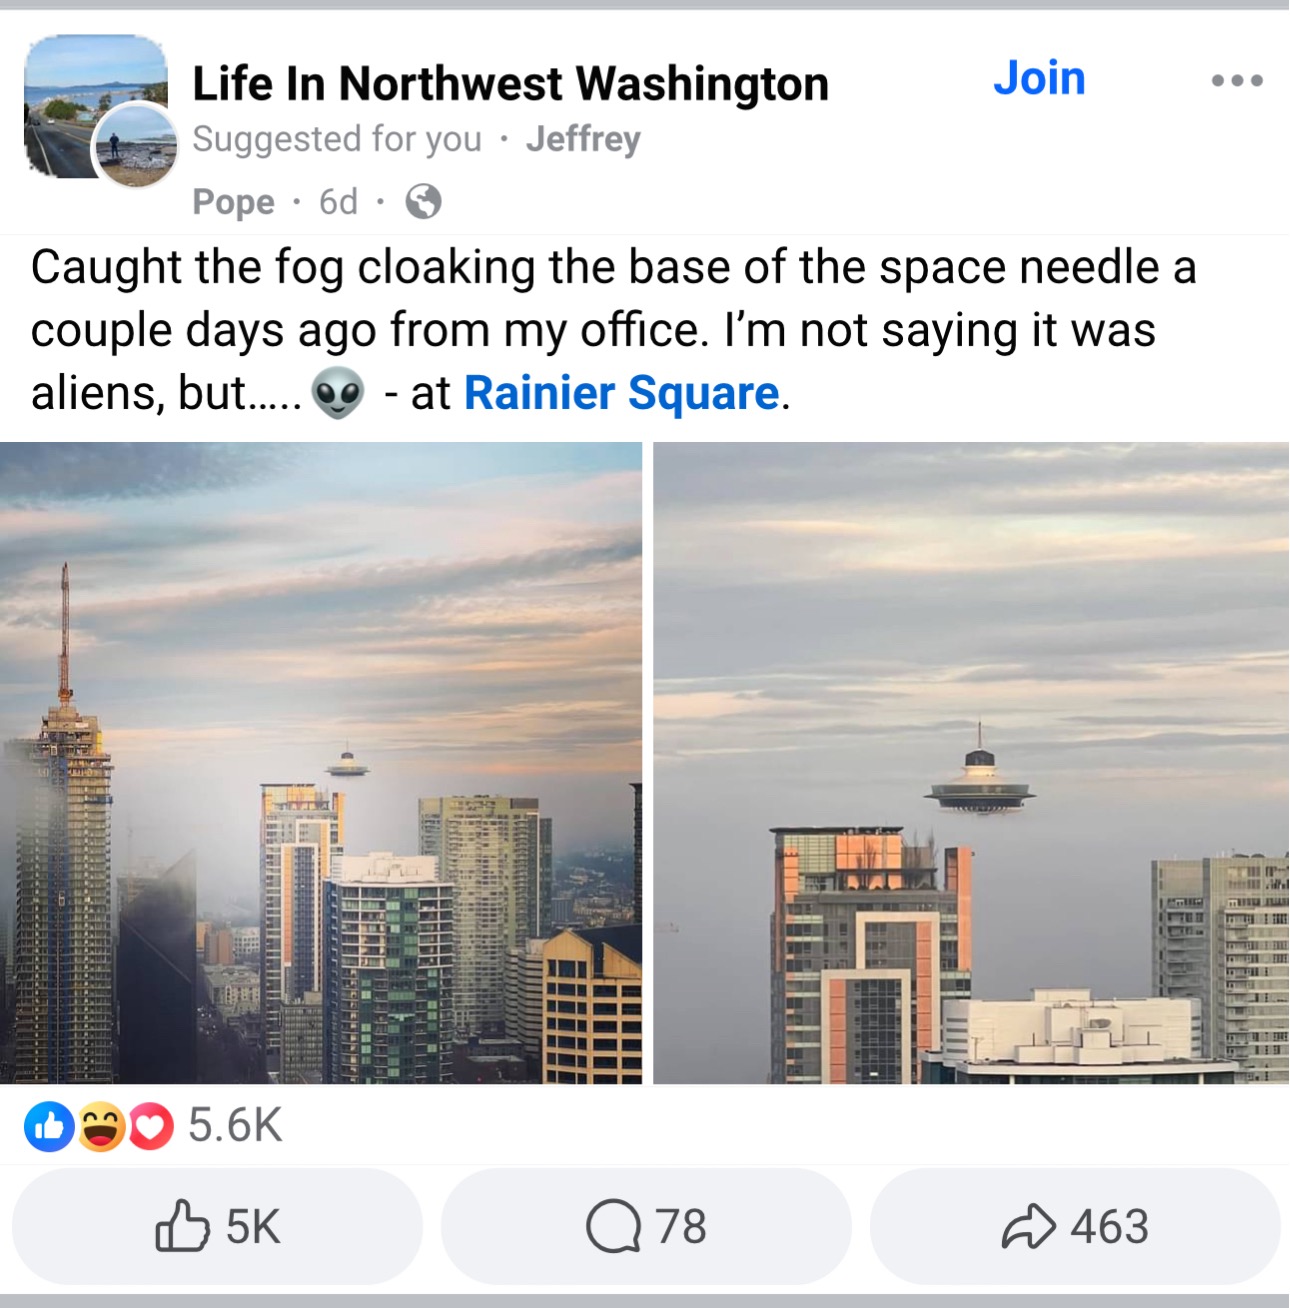 Life In Northwest Washington
Join
Suggested for you · Jeffrey
Pope · 6d ·
Caught the fog cloaking the base of the space needle a
couple days ago from my office. I’m not saying it was
aliens, but..... 👽 - at Rainier Square.
5.6K
5K
78
463